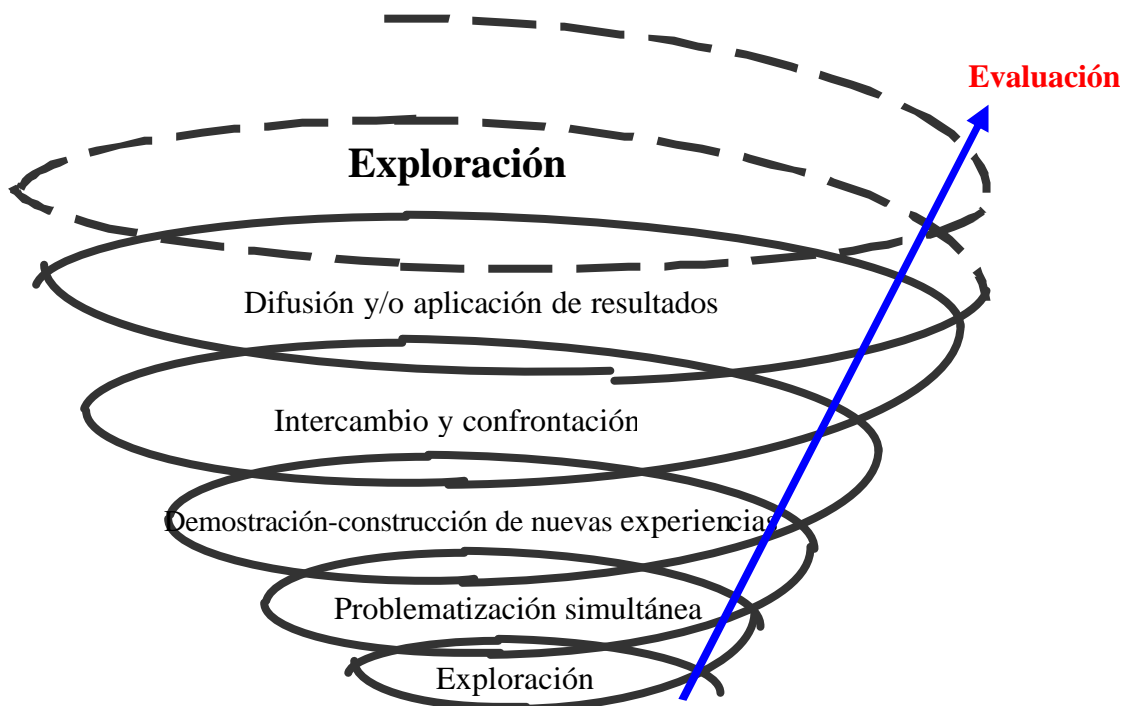 Evaluación
Exploración
Difusión y/o aplicación de resultados
Intercambio y confrontación
Demostración-construcción de nuevas experiencias
Problematización simultánea
Exploración